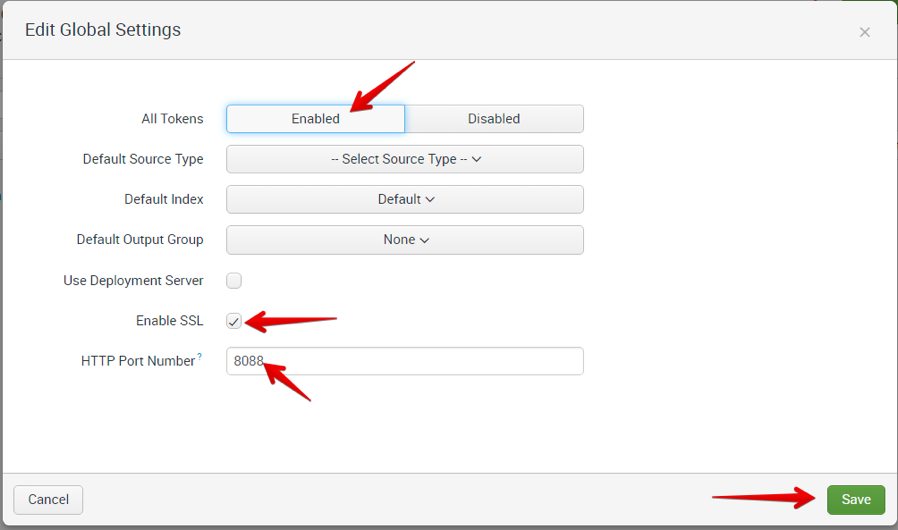 Edit Global Settings
All Tokens Enabled Disabled
Default Source Type -- Select Source Type --
Default Index Default
Default Output Group None
Use Deployment Server
Enable SSL
HTTP Port Number ? 8088
Cancel Save